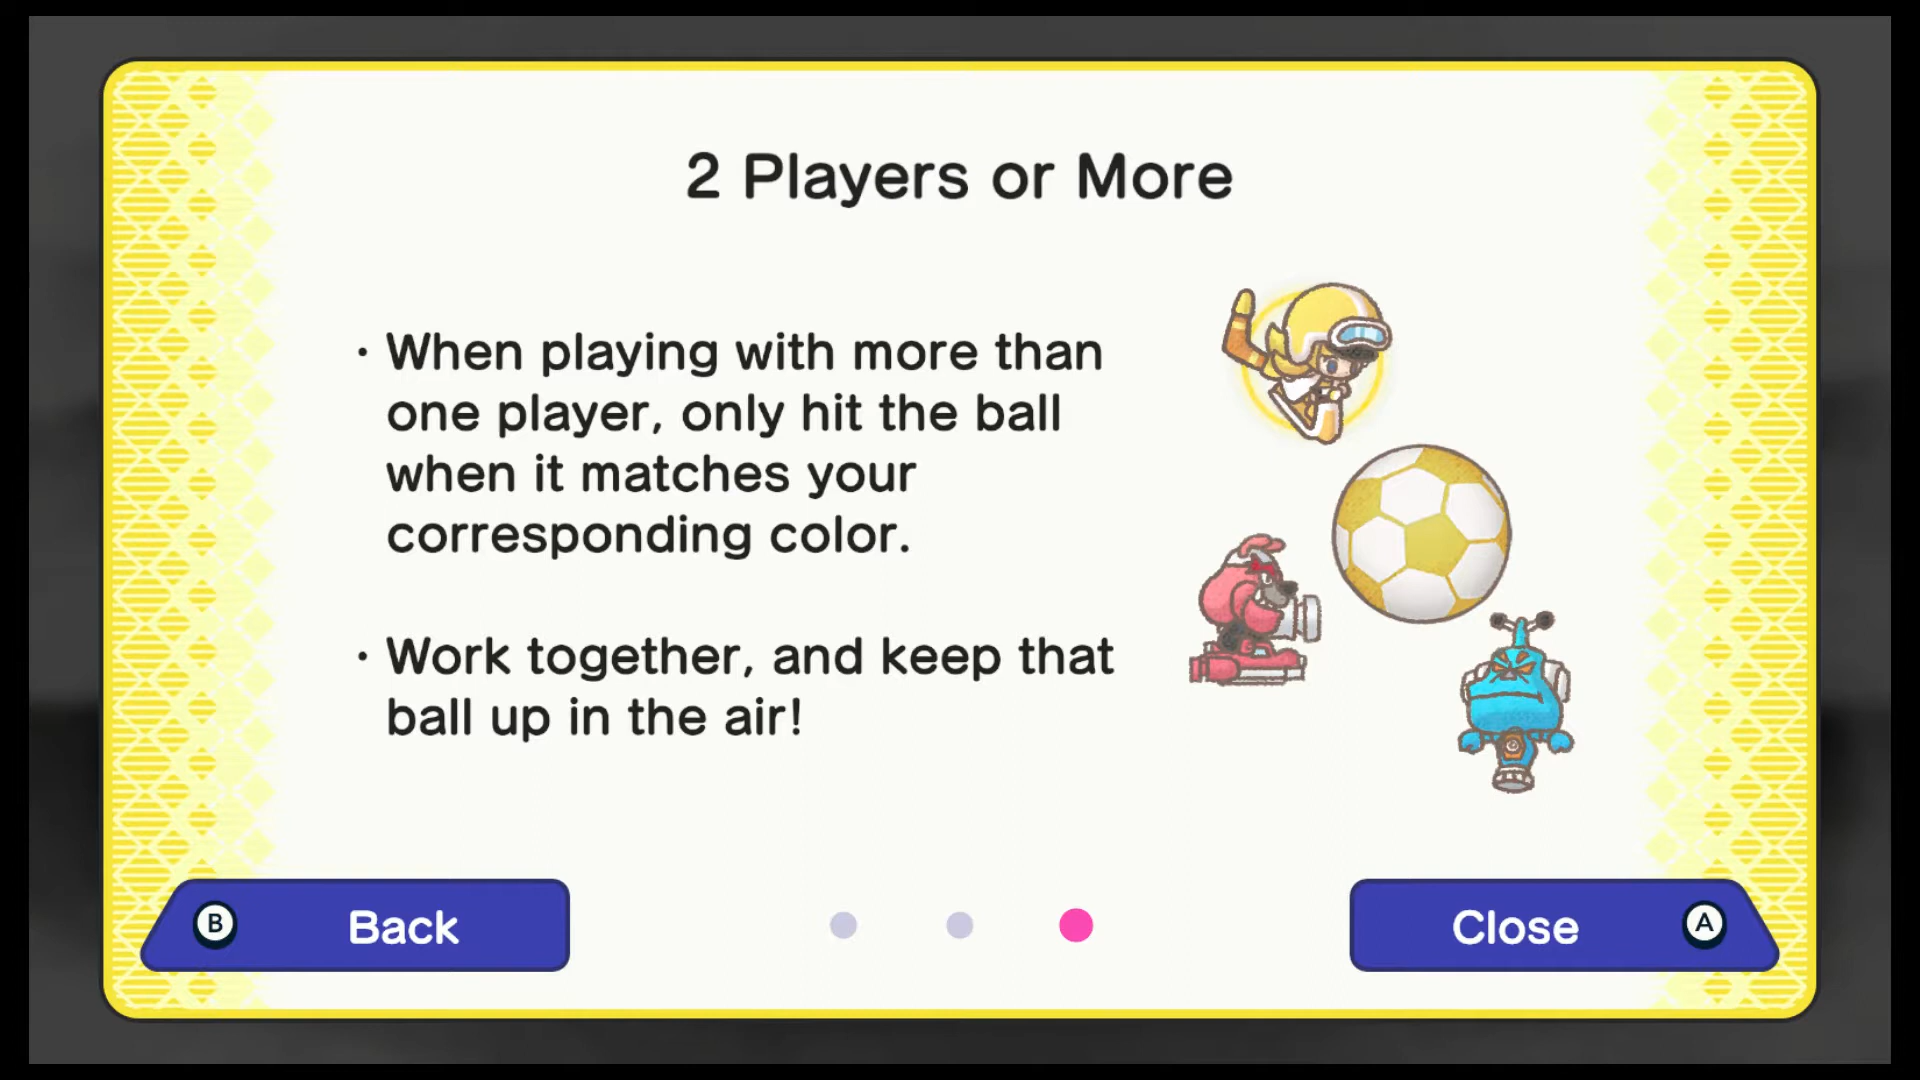 2 Players or More
· When playing with more than
one player, only hit the ball
when it matches your
corresponding color.
· Work together, and keep that
ball up in the air!
B Back
Close A